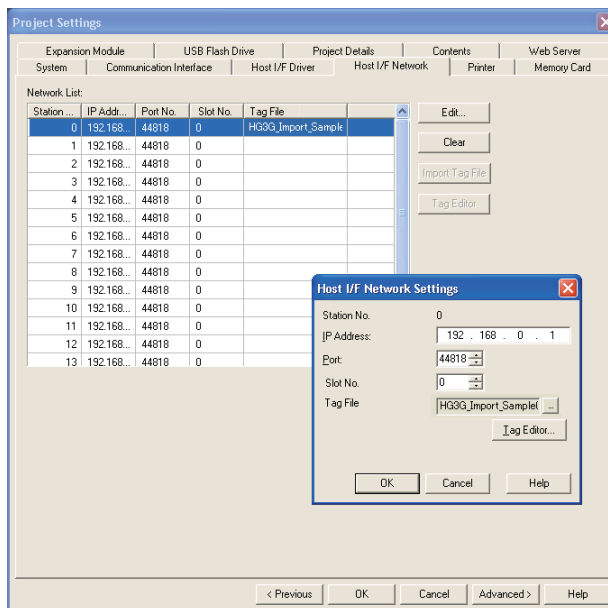 Project Settings
Expansion Module USB Flash Drive Project Details Contents Web Server
System Communication Interface Host I/F Driver Host I/F Network Printer Memory Card
Network List:
Station ... IP Addr... Port No. Slot No. Tag File
0 192.168... 44818 0 HG3G_Import_Sample
1 192.168... 44818 0
2 192.168... 44818 0
3 192.168... 44818 0
4 192.168... 44818 0
5 192.168... 44818 0
6 192.168... 44818 0
7 192.168... 44818 0
8 192.168... 44818 0
9 192.168... 44818 0
10 192.168... 44818 0
11 192.168... 44818 0
12 192.168... 44818 0
13 192.168... 44818 0
Edit...
Clear
Import Tag File
Tag Editor
Host I/F Network Settings
Station No. 0
IP Address: 192 . 168 . 0 . 1
Port: 44818
Slot No. 0
Tag File HG3G_Import_Sample( ...
Tag Editor...
OK Cancel Help
< Previous OK Cancel Advanced > Help